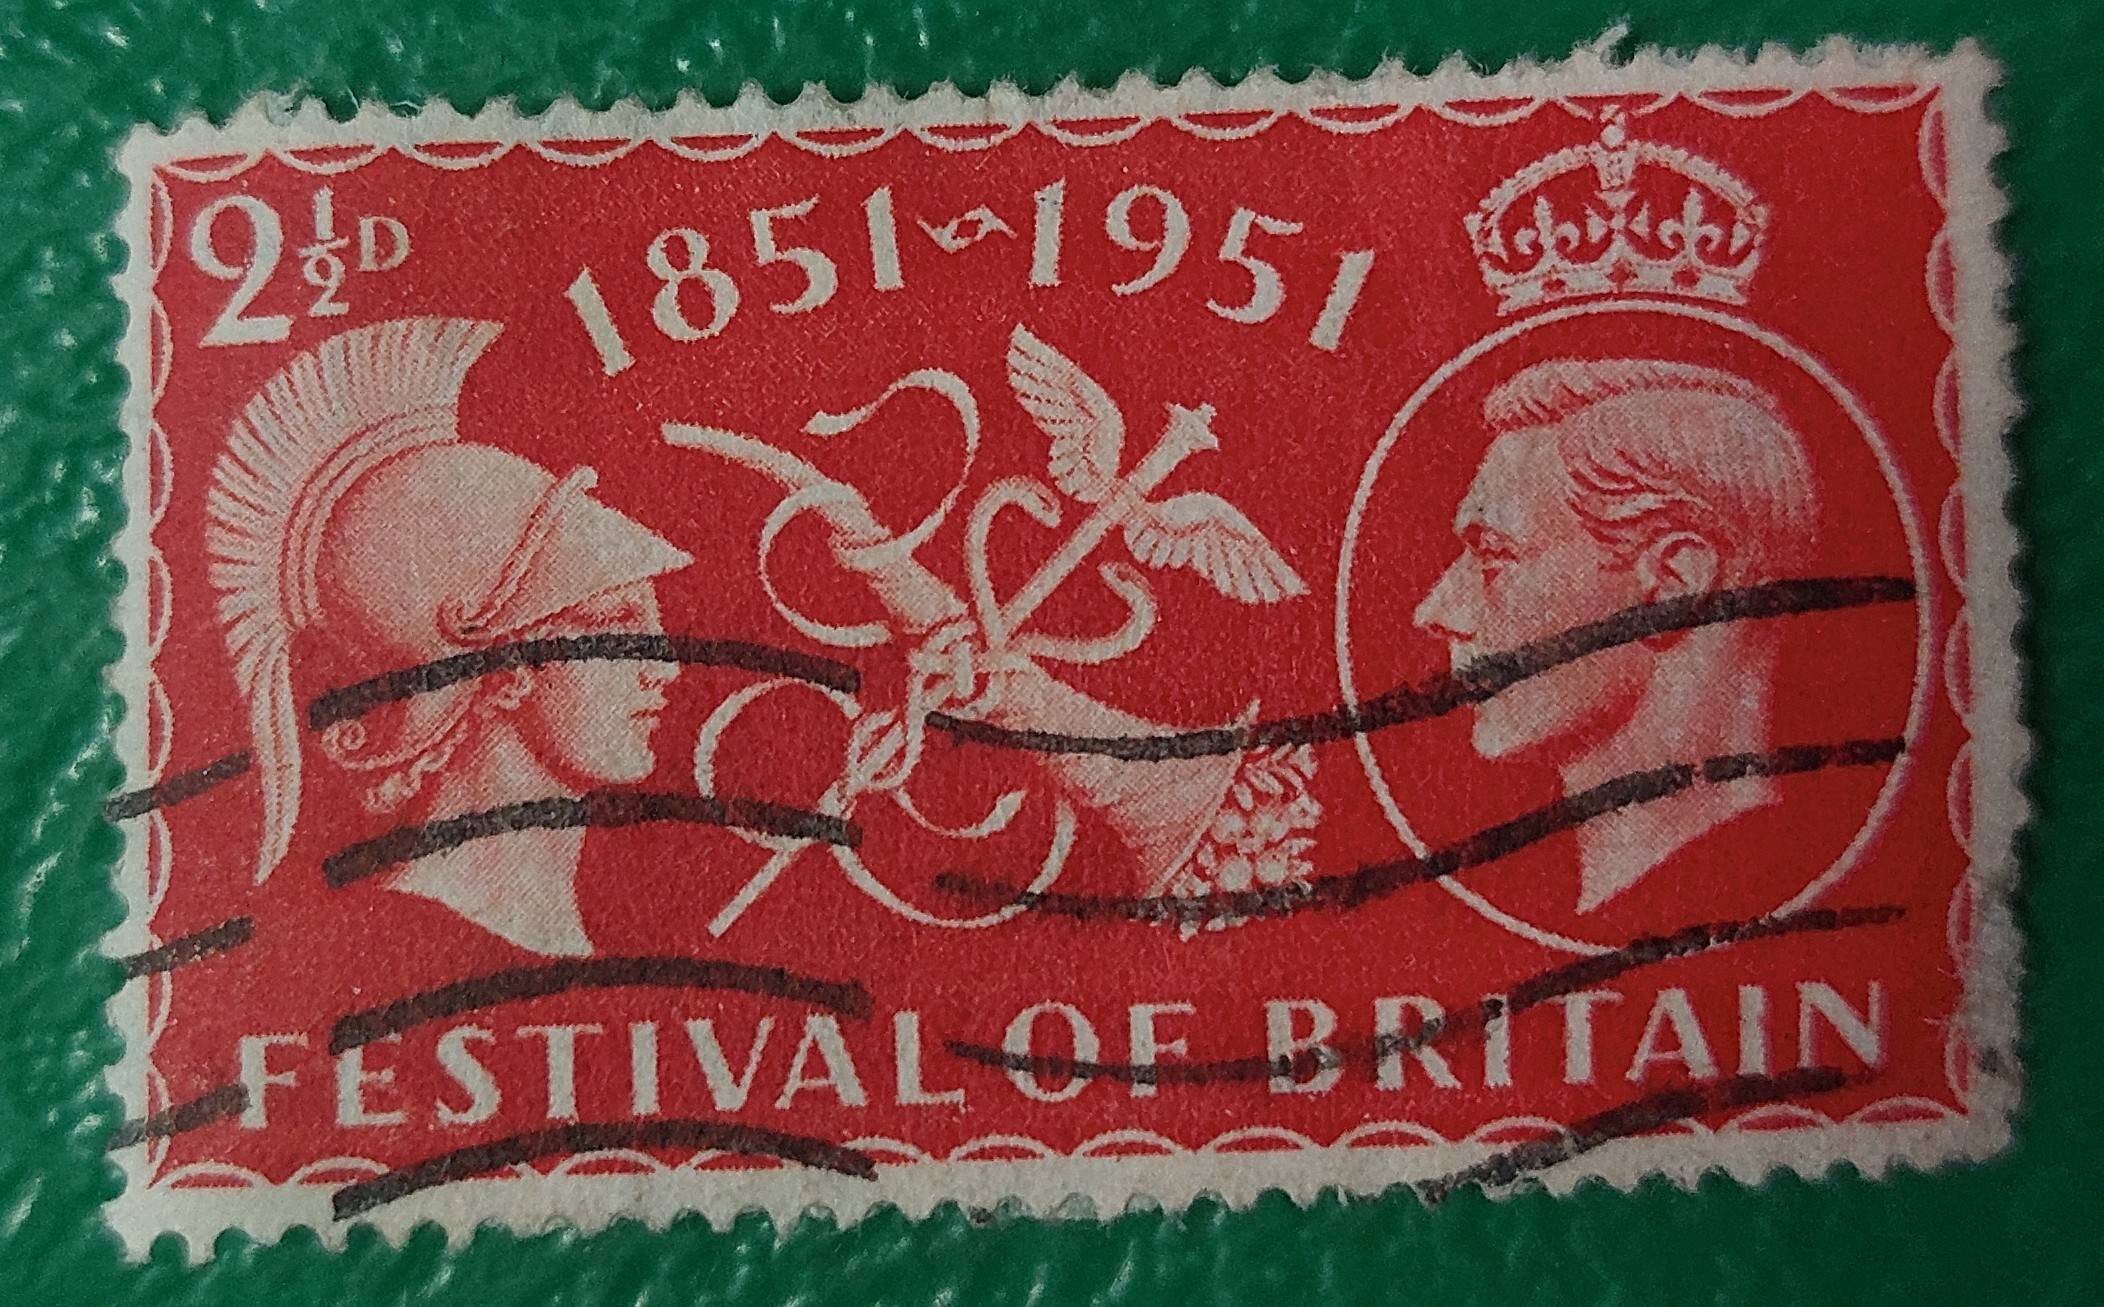 2½D
1851-1951
FESTIVAL OF BRITAIN